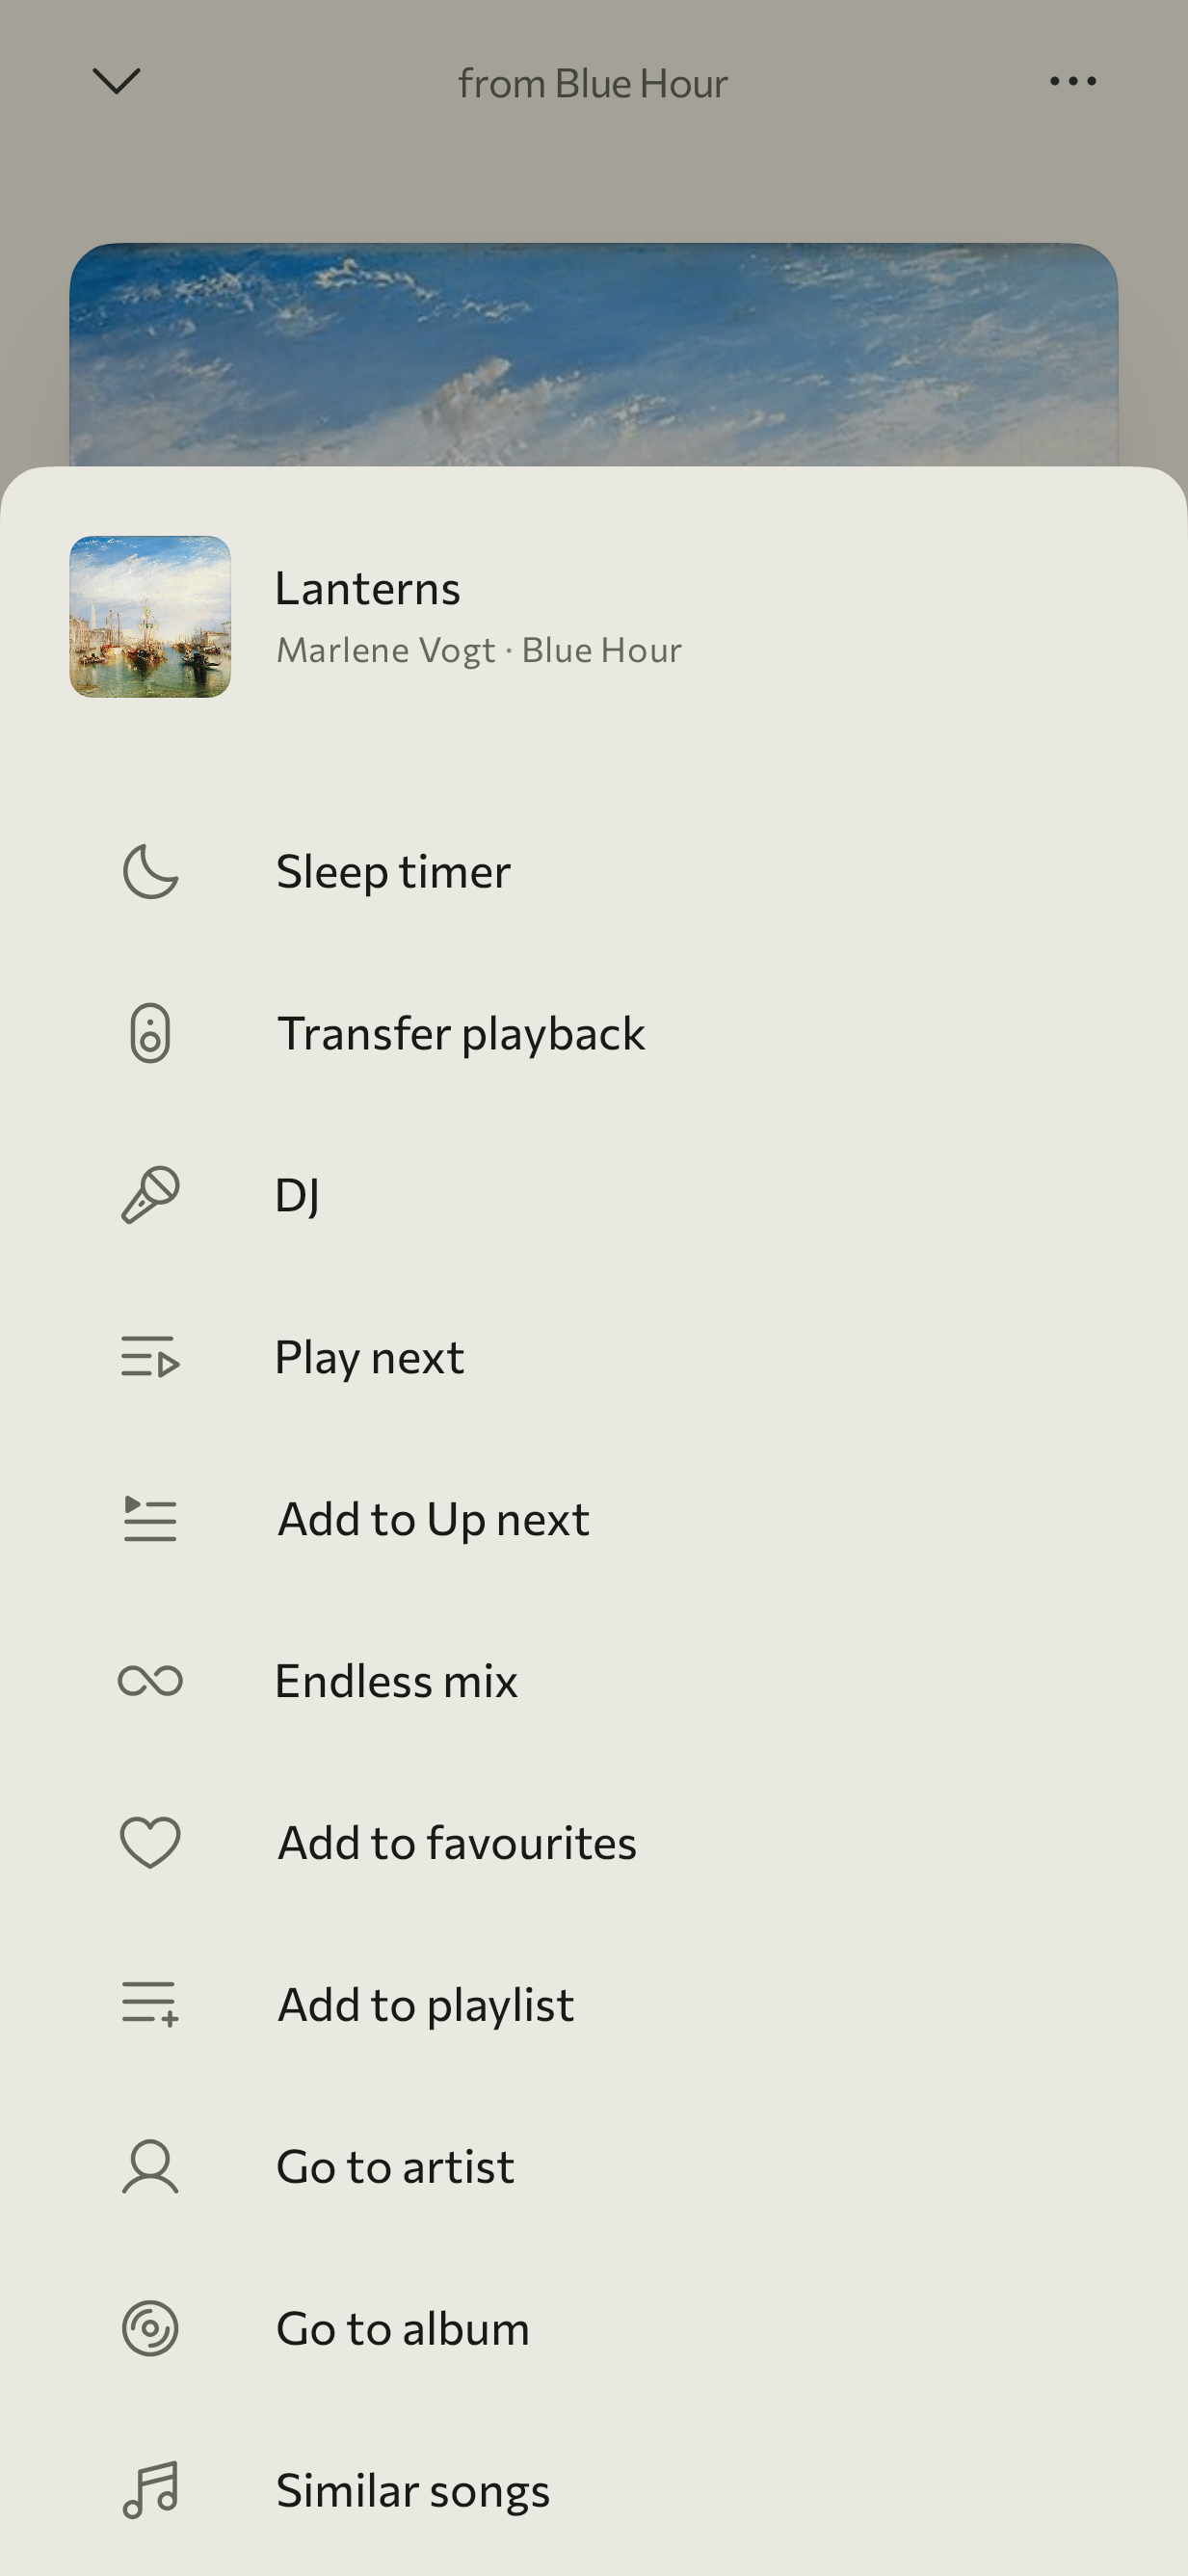 from Blue Hour
Lanterns
Marlene Vogt · Blue Hour
Sleep timer
Transfer playback
DJ
Play next
Add to Up next
Endless mix
Add to favourites
Add to playlist
Go to artist
Go to album
Similar songs